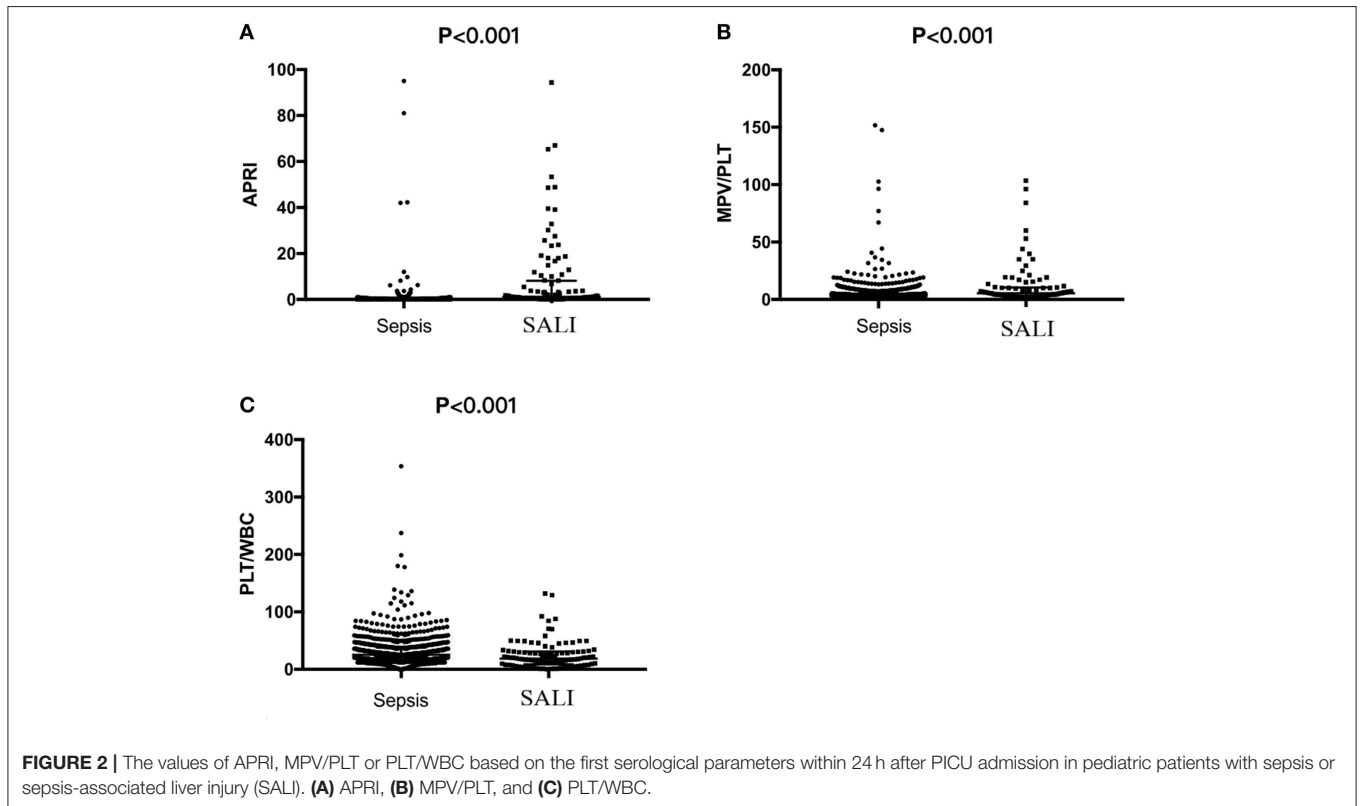 A
P<0.001
100
80
60
40
20
0
APRI
Sepsis
SALI
B
P<0.001
200
150
100
50
0
MPV/PLT
Sepsis
SALI
C
P<0.001
400
300
200
100
0
PLT/WBC
Sepsis
SALI
FIGURE 2 | The values of APRI, MPV/PLT or PLT/WBC based on the first serological parameters within 24 h after PICU admission in pediatric patients with sepsis or
sepsis-associated liver injury (SALI). (A) APRI, (B) MPV/PLT, and (C) PLT/WBC.